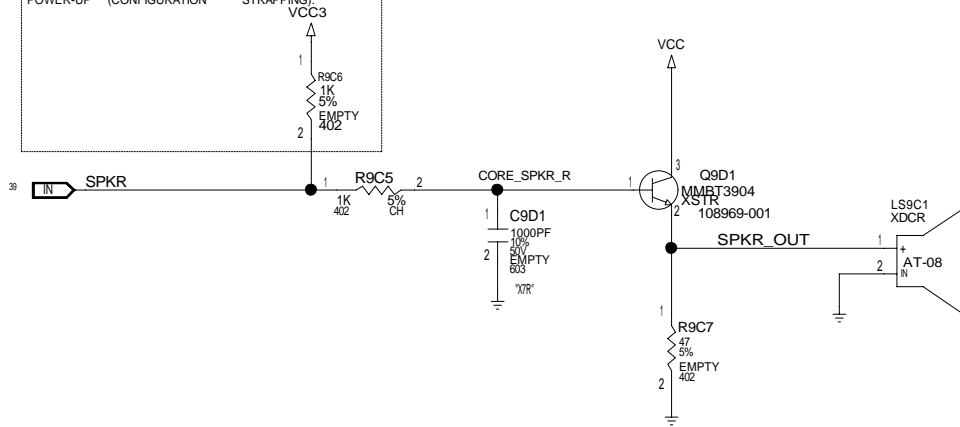 POWER-UP (CONFIGURATION STRAPPING).
VCC3
1
R9C6
1K
5%
EMPTY
402
2
VCC
39 IN SPKR
1 R9C5 2
1K 5%
402 CH
CORE_SPKR_R
1
C9D1
1000PF
10%
50V
EMPTY
603
2
"X7R"
1
3
Q9D1
MMBT3904
XSTR
2
108969-001
SPKR_OUT
LS9C1
XDCR
1 +
AT-08
2 IN
1
R9C7
47
5%
EMPTY
402
2